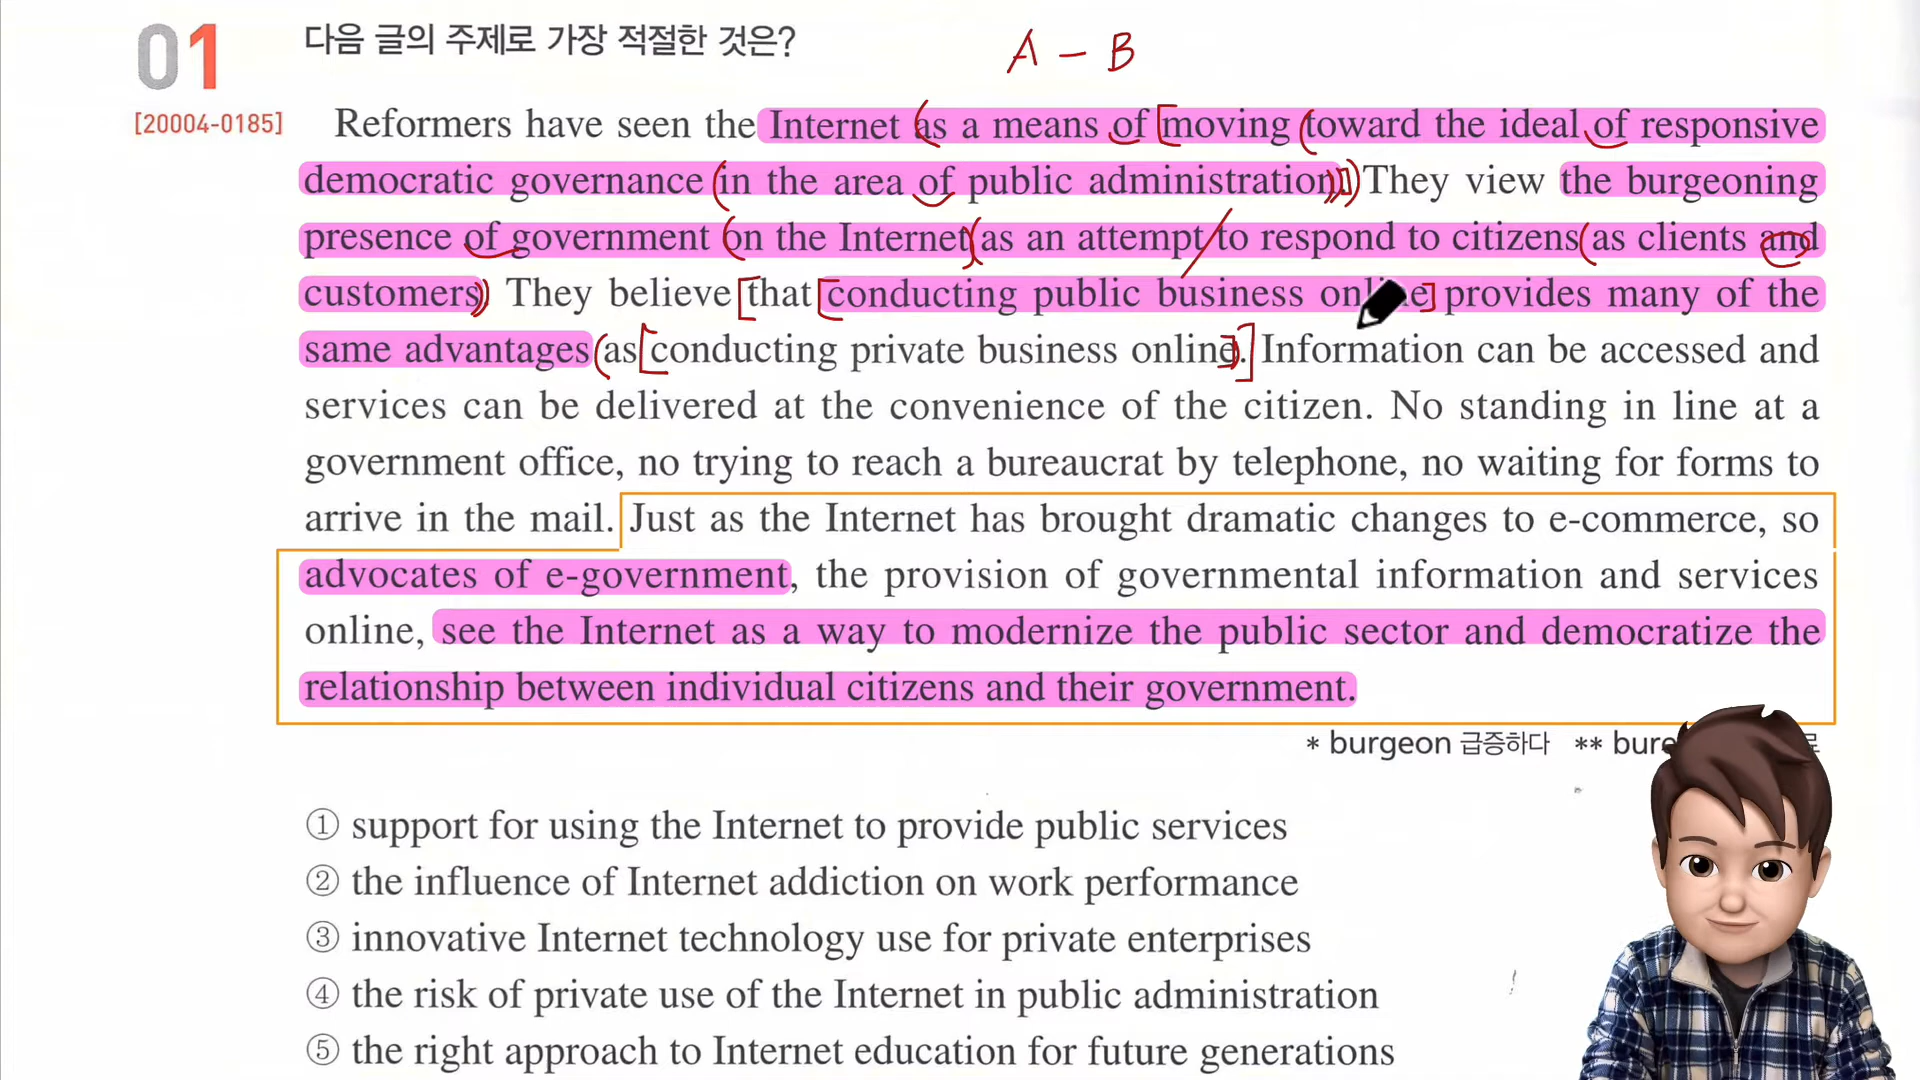 01 다음 글의 주제로 가장 적절한 것은?
A - B
[20004-0185]
Reformers have seen the Internet as a means of moving toward the ideal of responsive
democratic governance in the area of public administration. They view the burgeoning
presence of government on the Internet as an attempt to respond to citizens as clients and
customers. They believe that conducting public business online provides many of the
same advantages as conducting private business online. Information can be accessed and
services can be delivered at the convenience of the citizen. No standing in line at a
government office, no trying to reach a bureaucrat by telephone, no waiting for forms to
arrive in the mail. Just as the Internet has brought dramatic changes to e-commerce, so
advocates of e-government, the provision of governmental information and services
online, see the Internet as a way to modernize the public sector and democratize the
relationship between individual citizens and their government.
* burgeon 급증하다 **
① support for using the Internet to provide public services
② the influence of Internet addiction on work performance
③ innovative Internet technology use for private enterprises
④ the risk of private use of the Internet in public administration
⑤ the right approach to Internet education for future generations